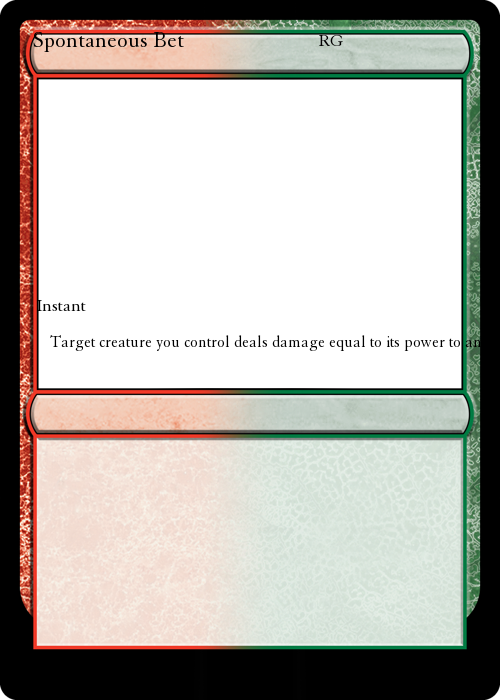 Spontaneous Bet RG
Instant
Target creature you control deals damage equal to its power to an